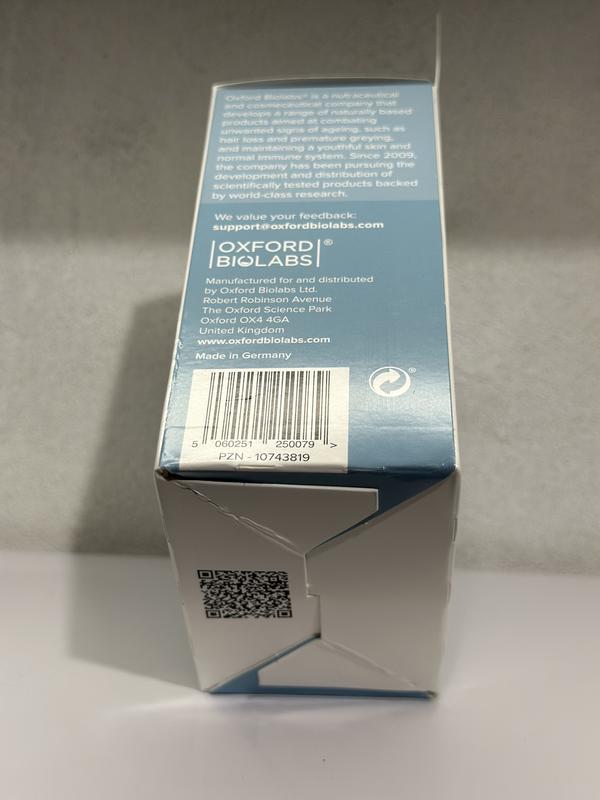 Oxford Biolabs® is a nutraceutical
and cosmeceutical company that
develops a range of naturally based
products aimed at combating
unwanted signs of ageing, such as
hair loss and premature greying,
and maintaining a youthful skin and
normal immune system. Since 2009,
the company has been pursuing the
development and distribution of
scientifically tested products backed
by world-class research.
We value your feedback:
support@oxfordbiolabs.com
OXFORD ®
BIOLABS
Manufactured for and distributed
by Oxford Biolabs Ltd.
Robert Robinson Avenue
The Oxford Science Park
Oxford OX4 4GA
United Kingdom
www.oxfordbiolabs.com
Made in Germany
®
5 060251 250079 >
PZN - 10743819